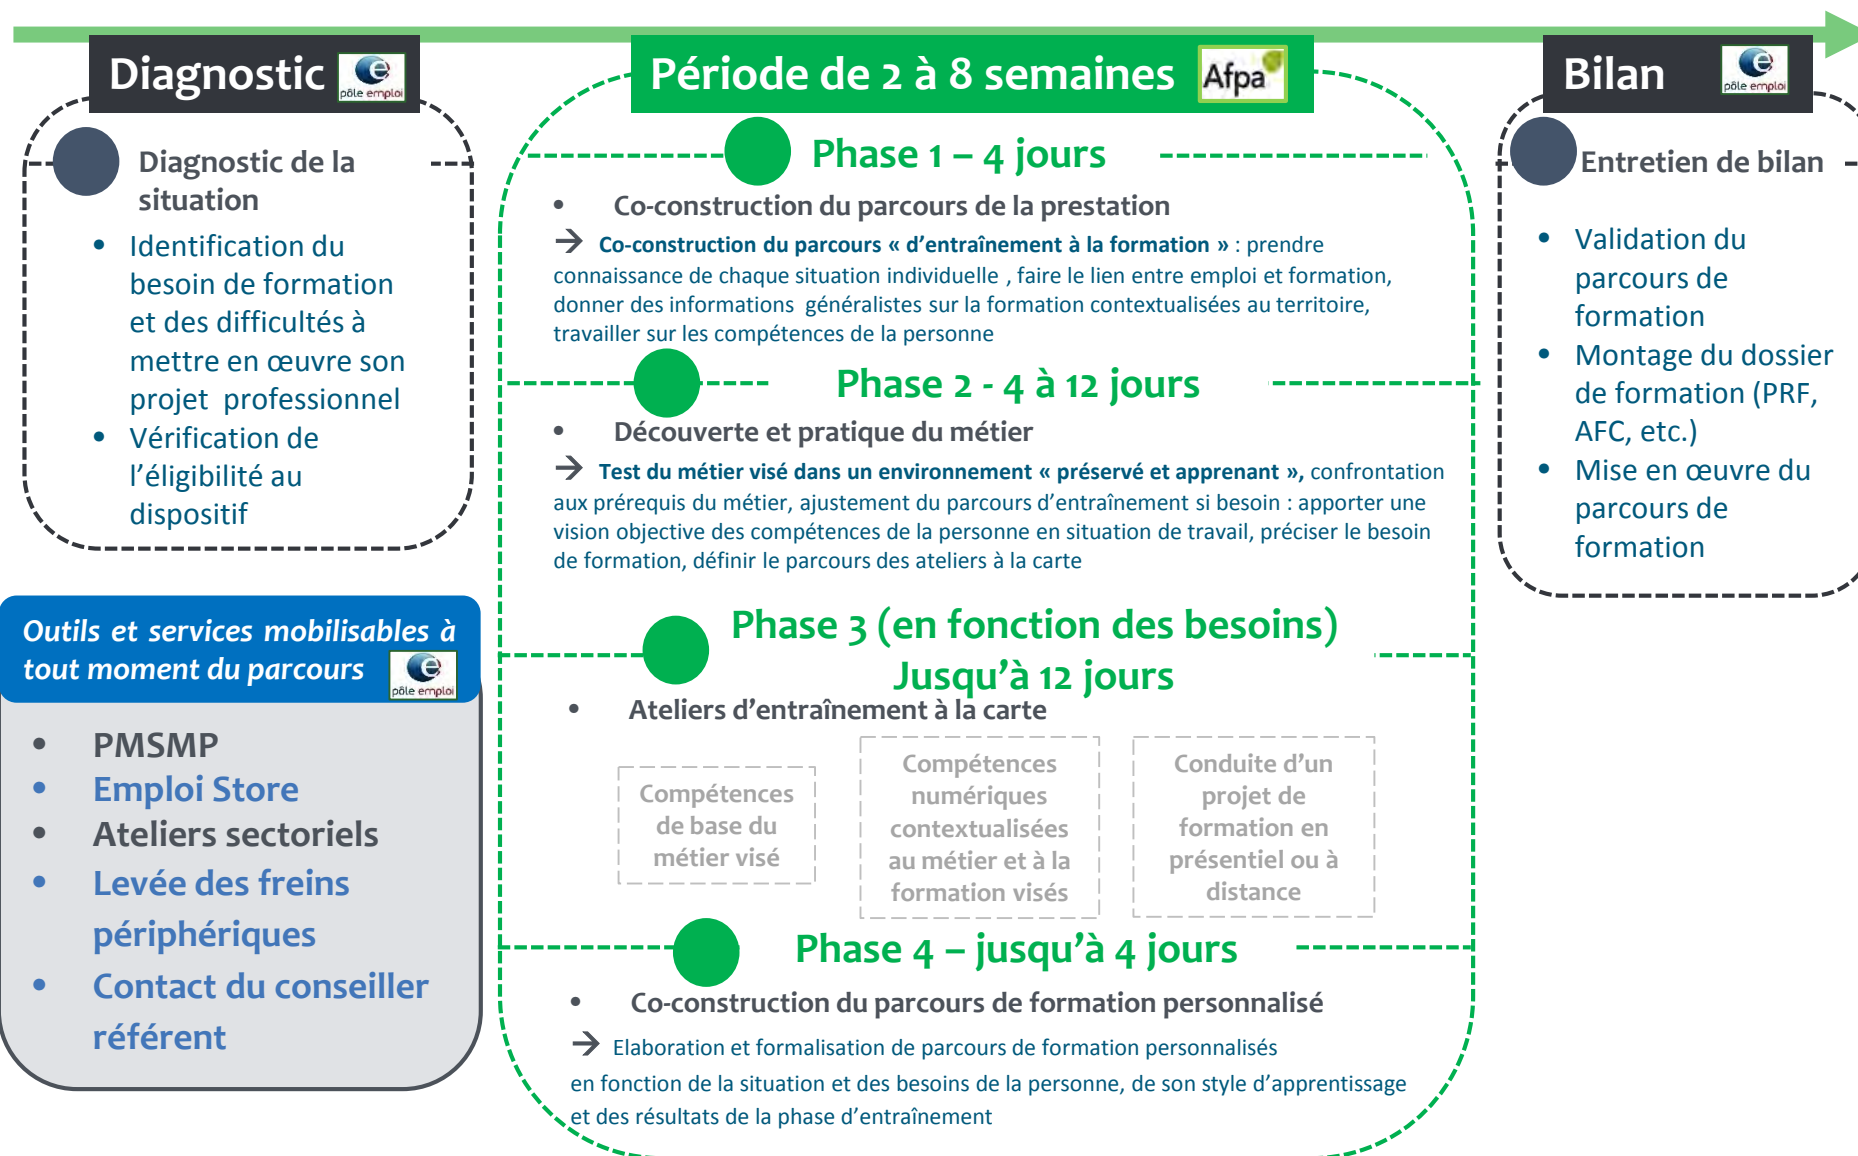 Diagnostic
pôle emploi
Diagnostic de la
situation
• Identification du
besoin de formation
et des difficultés à
mettre en œuvre son
projet professionnel
• Vérification de
l’éligibilité au
dispositif
Outils et services mobilisables à
tout moment du parcours
pôle emploi
• PMSMP
• Emploi Store
• Ateliers sectoriels
• Levée des freins
périphériques
• Contact du conseiller
référent
Période de 2 à 8 semaines
Afpa
Phase 1 – 4 jours
• Co-construction du parcours de la prestation
→ Co-construction du parcours « d’entraînement à la formation » : prendre
connaissance de chaque situation individuelle , faire le lien entre emploi et formation,
donner des informations généralistes sur la formation contextualisées au territoire,
travailler sur les compétences de la personne
Phase 2 - 4 à 12 jours
• Découverte et pratique du métier
→ Test du métier visé dans un environnement « préservé et apprenant », confrontation
aux prérequis du métier, ajustement du parcours d’entraînement si besoin : apporter une
vision objective des compétences de la personne en situation de travail, préciser le besoin
de formation, définir le parcours des ateliers à la carte
Phase 3 (en fonction des besoins)
Jusqu’à 12 jours
• Ateliers d’entraînement à la carte
Compétences
de base du
métier visé
Compétences
numériques
contextualisées
au métier et à la
formation visés
Conduite d’un
projet de
formation en
présentiel ou à
distance
Phase 4 – jusqu’à 4 jours
• Co-construction du parcours de formation personnalisé
→ Elaboration et formalisation de parcours de formation personnalisés
en fonction de la situation et des besoins de la personne, de son style d’apprentissage
et des résultats de la phase d’entraînement
Bilan
pôle emploi
Entretien de bilan
• Validation du
parcours de
formation
• Montage du dossier
de formation (PRF,
AFC, etc.)
• Mise en œuvre du
parcours de
formation